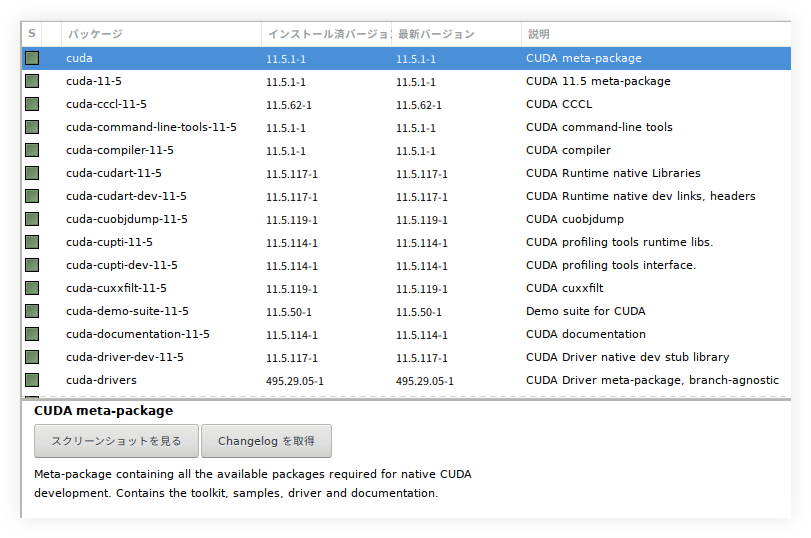 S パッケージ インストール済バージョ 最新バージョン 説明
cuda 11.5.1-1 11.5.1-1 CUDA meta-package
cuda-11-5 11.5.1-1 11.5.1-1 CUDA 11.5 meta-package
cuda-cccl-11-5 11.5.62-1 11.5.62-1 CUDA CCCL
cuda-command-line-tools-11-5 11.5.1-1 11.5.1-1 CUDA command-line tools
cuda-compiler-11-5 11.5.1-1 11.5.1-1 CUDA compiler
cuda-cudart-11-5 11.5.117-1 11.5.117-1 CUDA Runtime native Libraries
cuda-cudart-dev-11-5 11.5.117-1 11.5.117-1 CUDA Runtime native dev links, headers
cuda-cuobjdump-11-5 11.5.119-1 11.5.119-1 CUDA cuobjdump
cuda-cupti-11-5 11.5.114-1 11.5.114-1 CUDA profiling tools runtime libs.
cuda-cupti-dev-11-5 11.5.114-1 11.5.114-1 CUDA profiling tools interface.
cuda-cuxxfilt-11-5 11.5.119-1 11.5.119-1 CUDA cuxxfilt
cuda-demo-suite-11-5 11.5.50-1 11.5.50-1 Demo suite for CUDA
cuda-documentation-11-5 11.5.114-1 11.5.114-1 CUDA documentation
cuda-driver-dev-11-5 11.5.117-1 11.5.117-1 CUDA Driver native dev stub library
cuda-drivers 495.29.05-1 495.29.05-1 CUDA Driver meta-package, branch-agnostic
CUDA meta-package
スクリーンショットを見る Changelog を取得
Meta-package containing all the available packages required for native CUDA
development. Contains the toolkit, samples, driver and documentation.